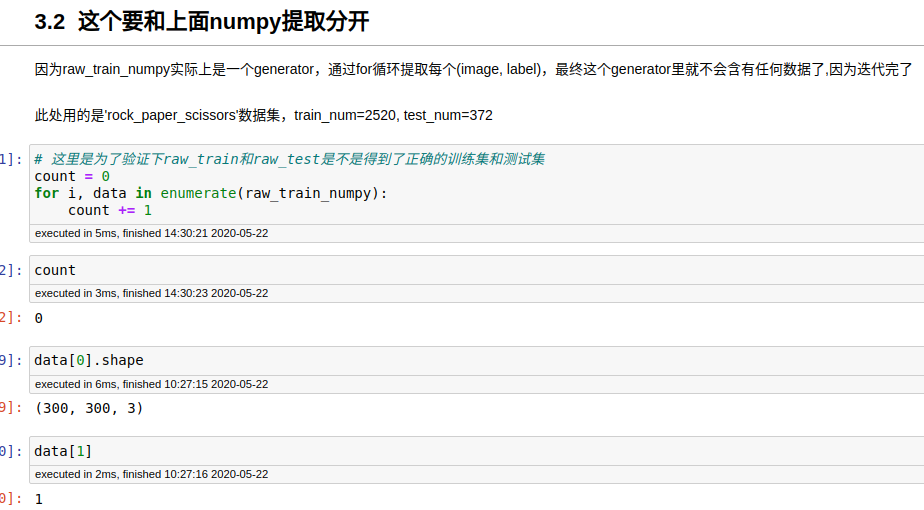 3.2 这个要和上面numpy提取分开
因为raw_train_numpy实际上是一个generator，通过for循环提取每个(image, label)，最终这个generator里就不会含有任何数据了,因为迭代完了
此处用的是'rock_paper_scissors'数据集，train_num=2520, test_num=372
1]: # 这里是为了验证下raw_train和raw_test是不是得到了正确的训练集和测试集
count = 0
for i, data in enumerate(raw_train_numpy):
    count += 1
executed in 5ms, finished 14:30:21 2020-05-22
2]: count
executed in 3ms, finished 14:30:23 2020-05-22
2]: 0
9]: data[0].shape
executed in 6ms, finished 10:27:15 2020-05-22
9]: (300, 300, 3)
0]: data[1]
executed in 2ms, finished 10:27:16 2020-05-22
0]: 1